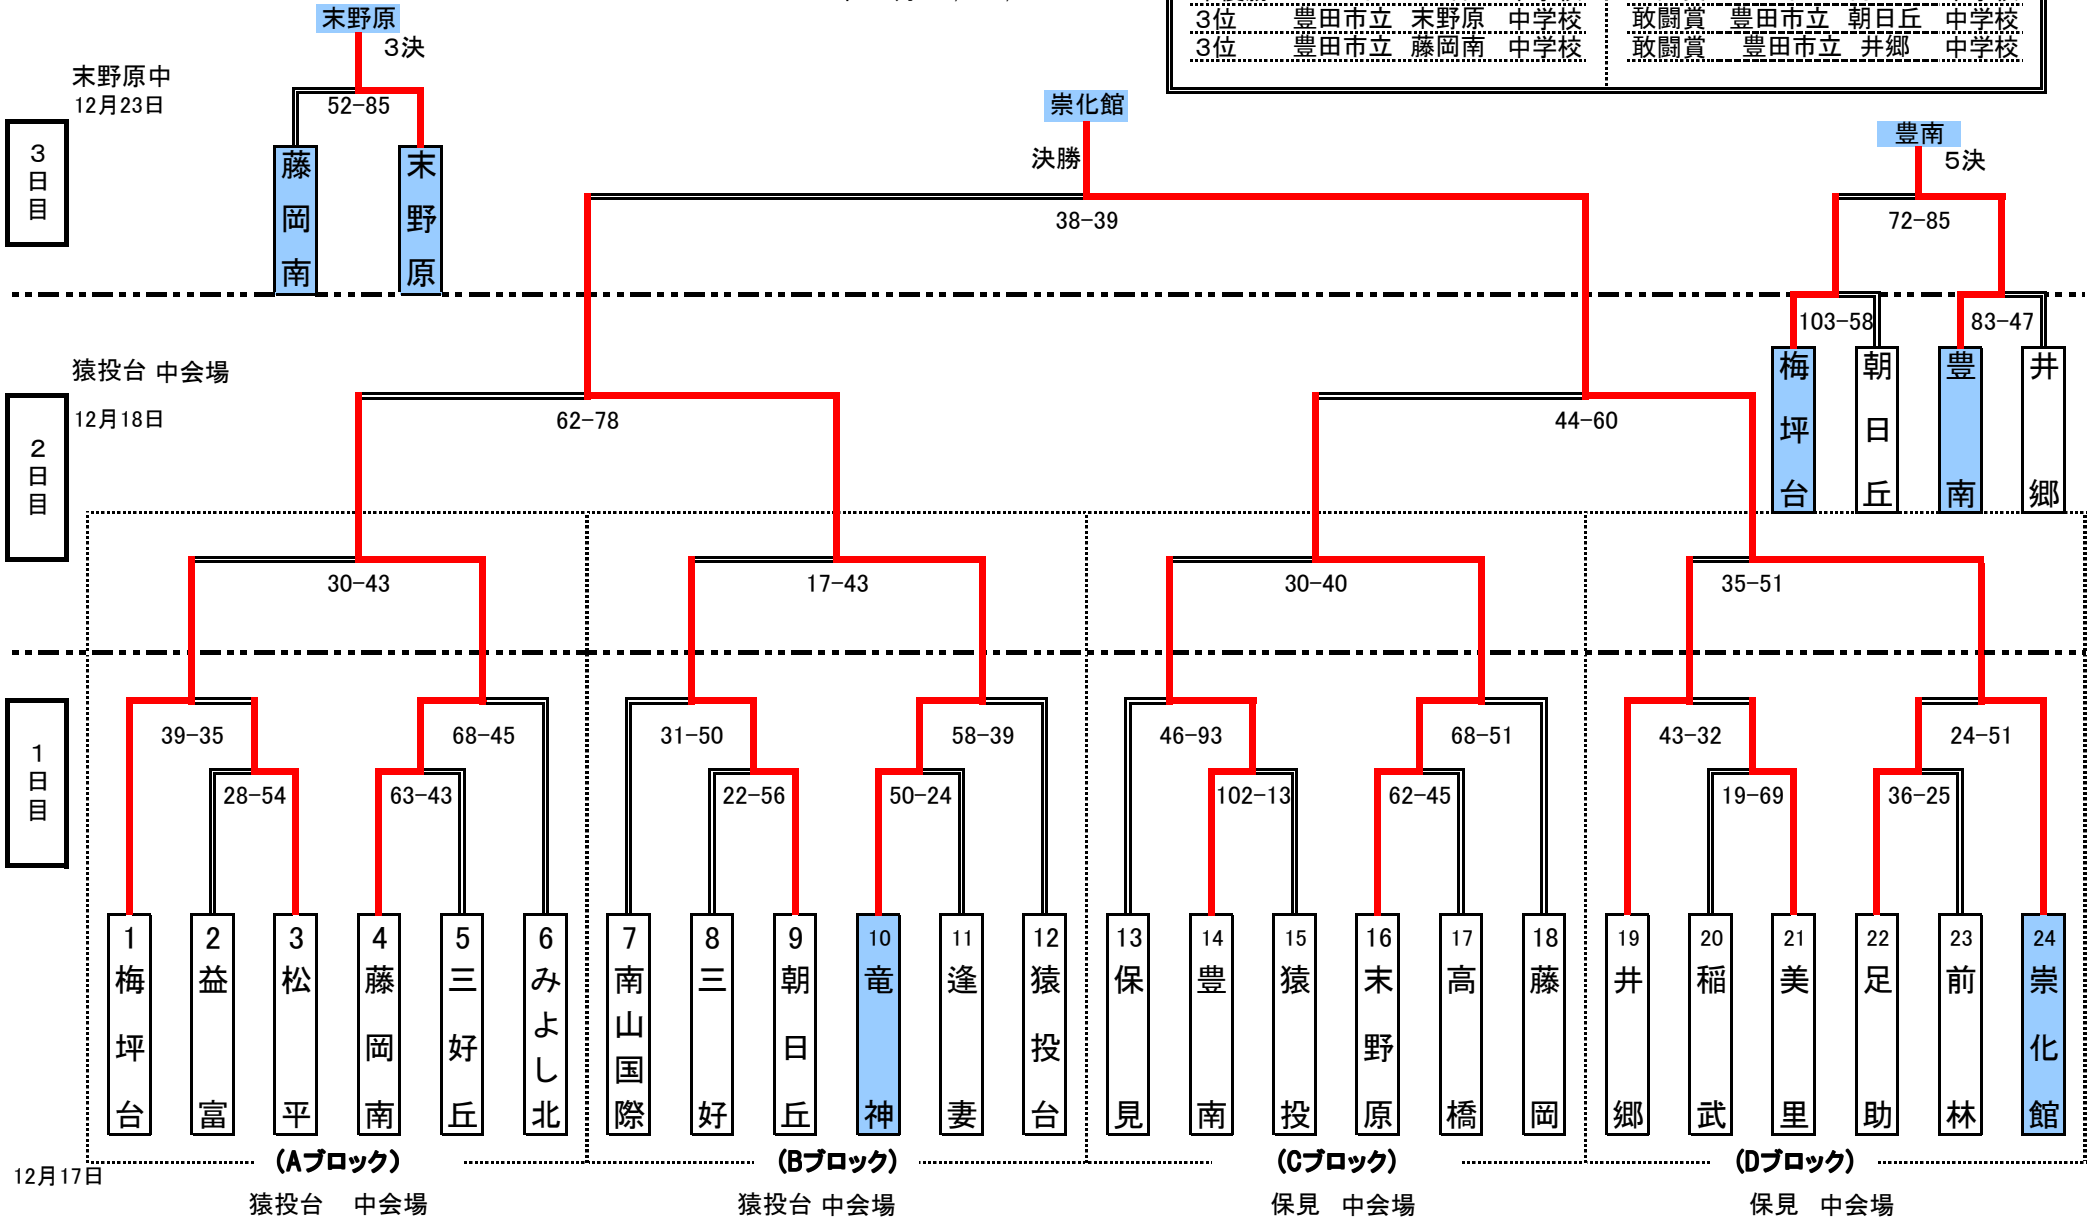 末野原
3決
3位 豊田市立 末野原 中学校
敢闘賞 豊田市立 朝日丘 中学校
3位 豊田市立 藤岡南 中学校
敢闘賞 豊田市立 井郷 中学校
末野原中
12月23日
52-85
崇化館
豊南
3日目
藤岡南
末野原
決勝
5決
38-39
72-85
103-58
83-47
猿投台 中会場
梅坪台
朝日丘
豊南
井郷
2日目
12月18日
62-78
44-60
30-43
17-43
30-40
35-51
1日目
39-35
68-45
31-50
58-39
46-93
68-51
43-32
24-51
28-54
63-43
22-56
50-24
102-13
62-45
19-69
36-25
1 梅坪台
2 益富
3 松平
4 藤岡南
5 三好丘
6 みよし北
7 南山国際
8 三好
9 朝日丘
10 竜神
11 逢妻
12 猿投台
13 保見
14 豊南
15 猿投
16 末野原
17 高橋
18 藤岡
19 井郷
20 稲武
21 美里
22 足助
23 前林
24 崇化館
12月17日
(Aブロック)
(Bブロック)
(Cブロック)
(Dブロック)
猿投台 中会場
猿投台 中会場
保見 中会場
保見 中会場